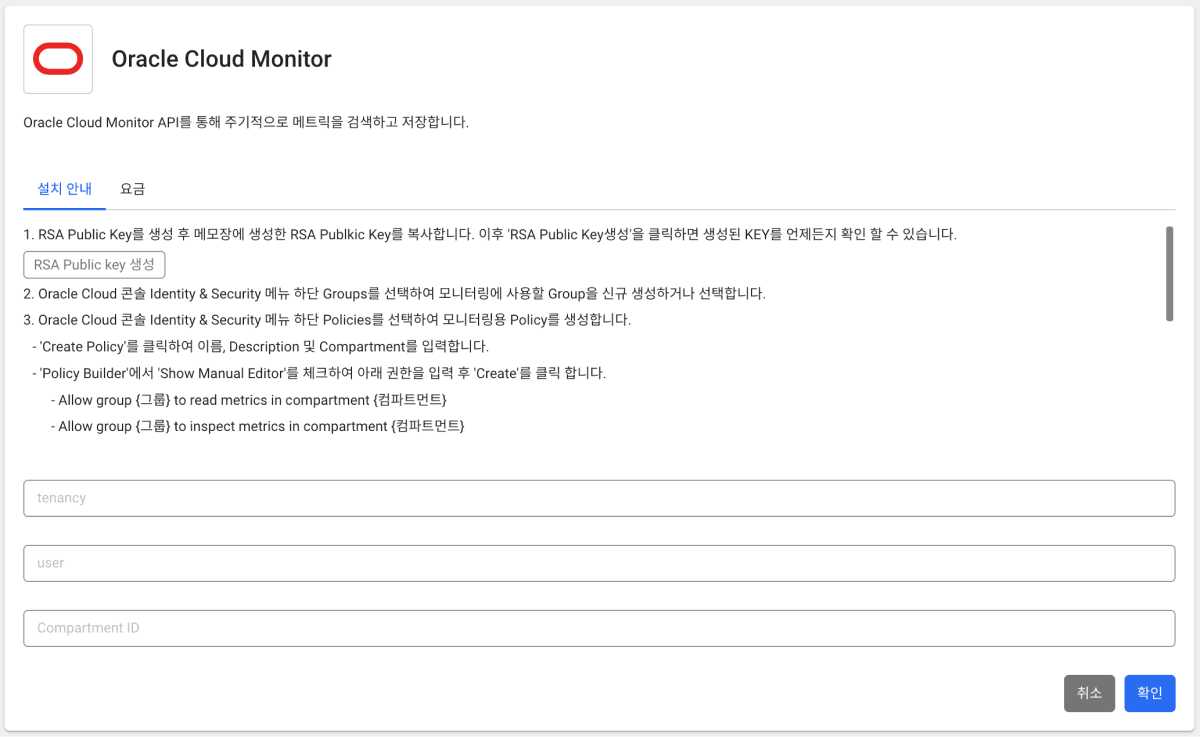 Oracle Cloud Monitor
Oracle Cloud Monitor API를 통해 주기적으로 메트릭을 검색하고 저장합니다.
설치 안내 요금
1. RSA Public Key를 생성 후 메모장에 생성한 RSA Publkic Key를 복사합니다. 이후 'RSA Public Key생성'을 클릭하면 생성된 KEY를 언제든지 확인 할 수 있습니다.
RSA Public key 생성
2. Oracle Cloud 콘솔 Identity & Security 메뉴 하단 Groups를 선택하여 모니터링에 사용할 Group을 신규 생성하거나 선택합니다.
3. Oracle Cloud 콘솔 Identity & Security 메뉴 하단 Policies를 선택하여 모니터링용 Policy를 생성합니다.
- 'Create Policy'를 클릭하여 이름, Description 및 Compartment를 입력합니다.
- 'Policy Builder'에서 'Show Manual Editor'를 체크하여 아래 권한을 입력 후 'Create'를 클릭 합니다.
- Allow group {그룹} to read metrics in compartment {컴파트먼트}
- Allow group {그룹} to inspect metrics in compartment {컴파트먼트}
tenancy
user
Compartment ID
취소 확인